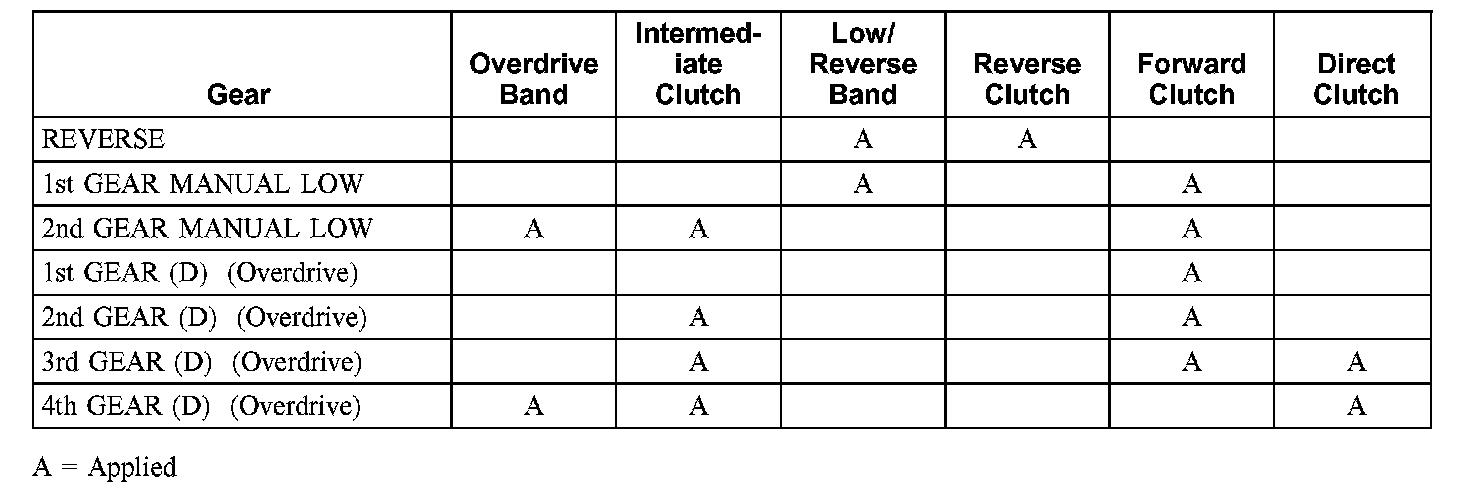 Gear Overdrive Band Intermed-iate Clutch Low/ Reverse Band Reverse Clutch Forward Clutch Direct Clutch
REVERSE A A
1st GEAR MANUAL LOW A A
2nd GEAR MANUAL LOW A A A
1st GEAR (D) (Overdrive) A
2nd GEAR (D) (Overdrive) A A
3rd GEAR (D) (Overdrive) A A A
4th GEAR (D) (Overdrive) A A A
A = Applied